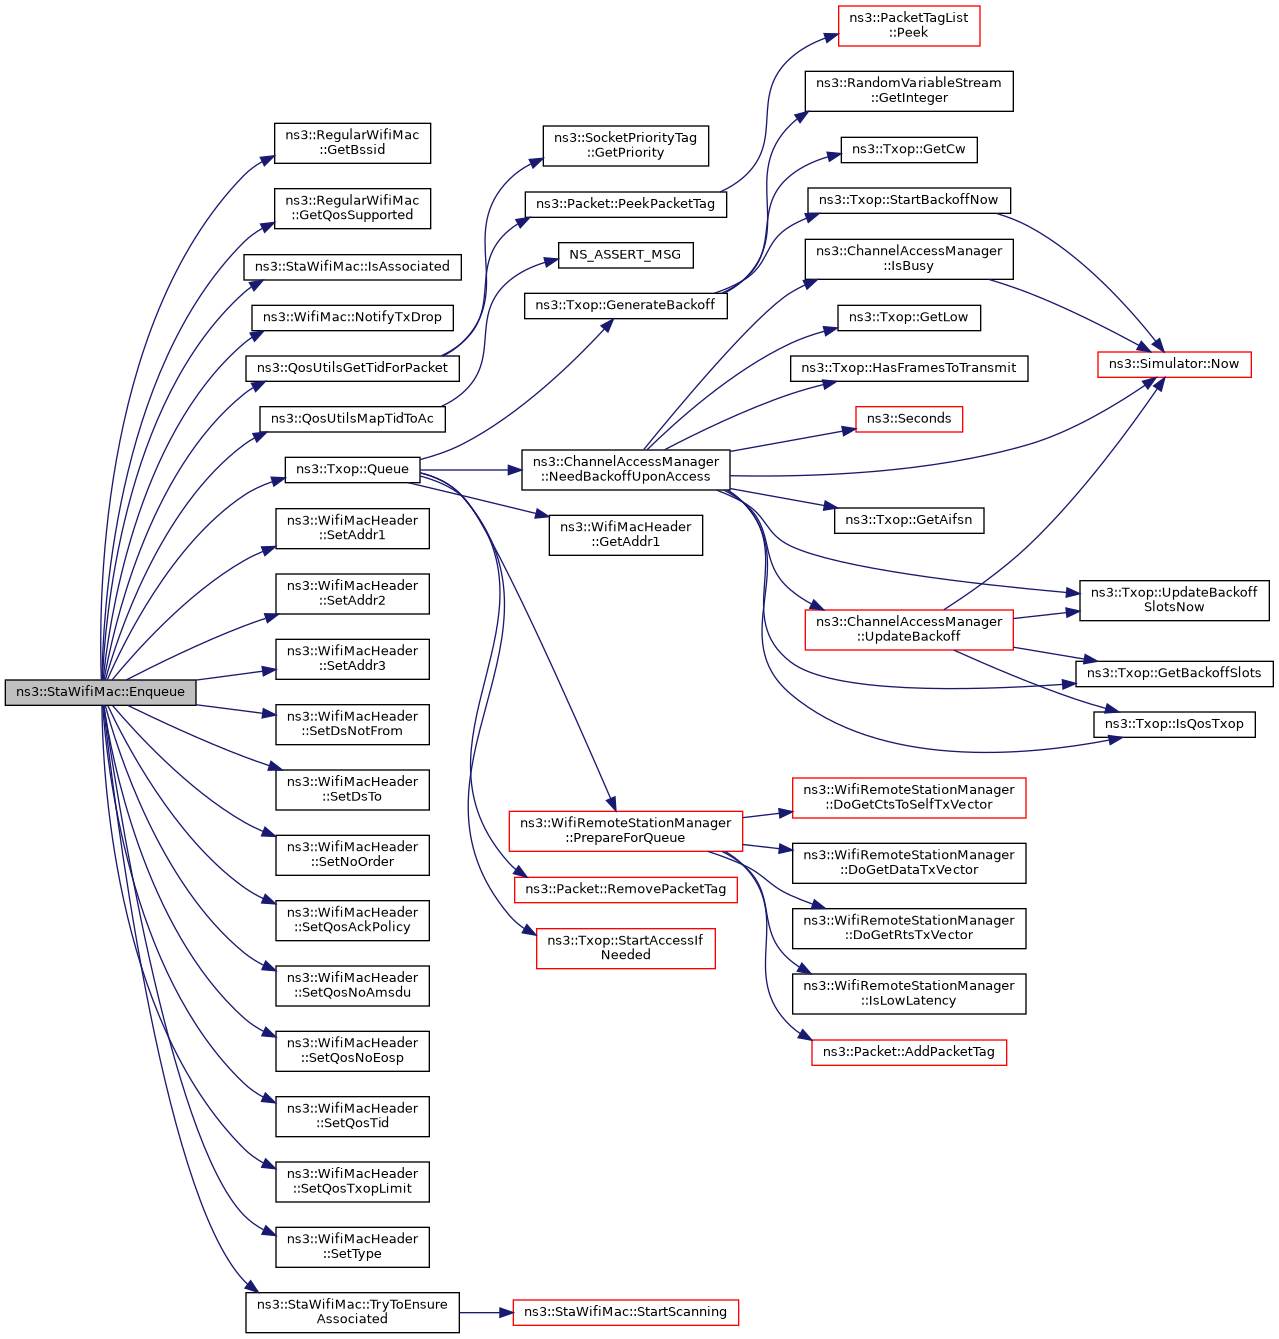 ns3::StaWifiMac::Enqueue
ns3::RegularWifiMac
::GetBssid
ns3::RegularWifiMac
::GetQosSupported
ns3::StaWifiMac::IsAssociated
ns3::WifiMac::NotifyTxDrop
ns3::QosUtilsGetTidForPacket
ns3::QosUtilsMapTidToAc
ns3::Txop::Queue
ns3::WifiMacHeader
::SetAddr1
ns3::WifiMacHeader
::SetAddr2
ns3::WifiMacHeader
::SetAddr3
ns3::WifiMacHeader
::SetDsNotFrom
ns3::WifiMacHeader
::SetDsTo
ns3::WifiMacHeader
::SetNoOrder
ns3::WifiMacHeader
::SetQosAckPolicy
ns3::WifiMacHeader
::SetQosNoAmsdu
ns3::WifiMacHeader
::SetQosNoEosp
ns3::WifiMacHeader
::SetQosTid
ns3::WifiMacHeader
::SetQosTxopLimit
ns3::WifiMacHeader
::SetType
ns3::StaWifiMac::TryToEnsure
Associated
ns3::SocketPriorityTag
::GetPriority
ns3::Packet::PeekPacketTag
NS_ASSERT_MSG
ns3::Txop::GenerateBackoff
ns3::ChannelAccessManager
::NeedBackoffUponAccess
ns3::WifiMacHeader
::GetAddr1
ns3::WifiRemoteStationManager
::PrepareForQueue
ns3::Packet::RemovePacketTag
ns3::Txop::StartAccessIf
Needed
ns3::StaWifiMac::StartScanning
ns3::PacketTagList
::Peek
ns3::RandomVariableStream
::GetInteger
ns3::Txop::GetCw
ns3::Txop::StartBackoffNow
ns3::ChannelAccessManager
::IsBusy
ns3::Txop::GetLow
ns3::Txop::HasFramesToTransmit
ns3::Seconds
ns3::Txop::GetAifsn
ns3::ChannelAccessManager
::UpdateBackoff
ns3::WifiRemoteStationManager
::DoGetCtsToSelfTxVector
ns3::WifiRemoteStationManager
::DoGetDataTxVector
ns3::WifiRemoteStationManager
::DoGetRtsTxVector
ns3::WifiRemoteStationManager
::IsLowLatency
ns3::Packet::AddPacketTag
ns3::Simulator::Now
ns3::Txop::UpdateBackoff
SlotsNow
ns3::Txop::GetBackoffSlots
ns3::Txop::IsQosTxop